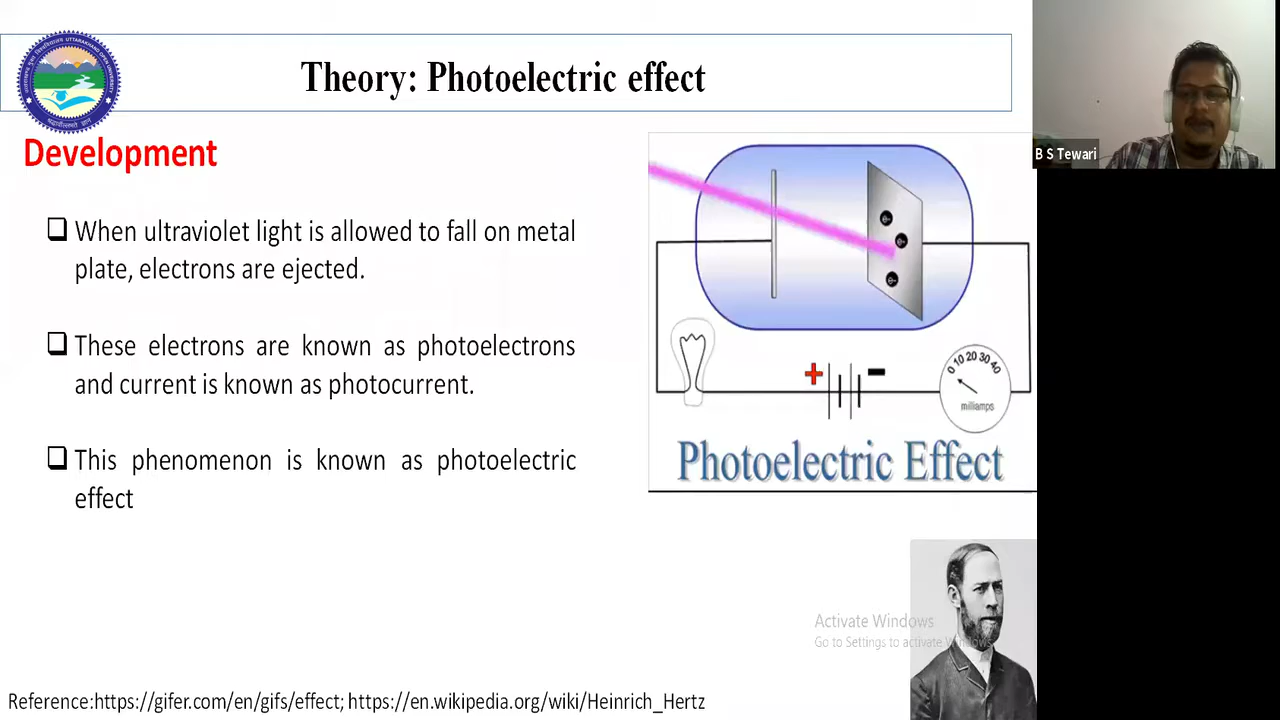 Theory: Photoelectric effect
Development
When ultraviolet light is allowed to fall on metal
plate, electrons are ejected.
These electrons are known as photoelectrons
and current is known as photocurrent.
This phenomenon is known as photoelectric
effect
+
-
0 10 20 30 40
milliamps
Photoelectric Effect
B S Tewari
Activate Windows
Go to Settings to activate Windows.
Reference:https://gifer.com/en/gifs/effect; https://en.wikipedia.org/wiki/Heinrich_Hertz